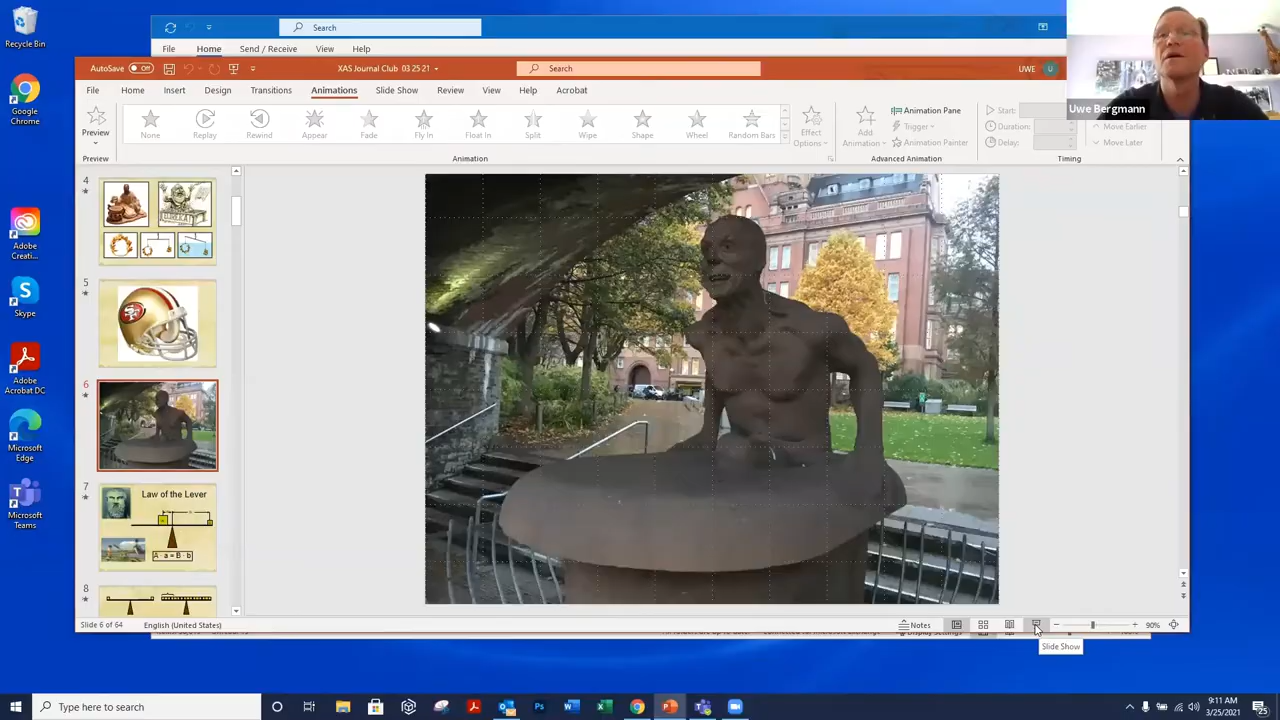 Recycle Bin
Google
Chrome
Adobe
Creati...
Skype
Adobe
Acrobat DC
Microsoft
Edge
Microsoft
Teams
Search
File Home Send / Receive View Help
AutoSave Off
XAS Journal Club 03 25 21
Search
UWE U
File Home Insert Design Transitions Animations Slide Show Review View Help Acrobat
Preview
None Replay Rewind Appear Fade Fly In Float In Split Wipe Shape Wheel Random Bars
Effect
Options
Add
Animation
Animation Pane
Trigger
Animation Painter
Start:
Duration:
Delay:
Move Earlier
Move Later
Preview Animation Advanced Animation Timing
Uwe Bergmann
4
5
6
7
Law of the Lever
A · a = B · b
8
Slide 6 of 64 English (United States) Notes 90%
Slide Show
Type here to search
9:11 AM
3/25/2021
25